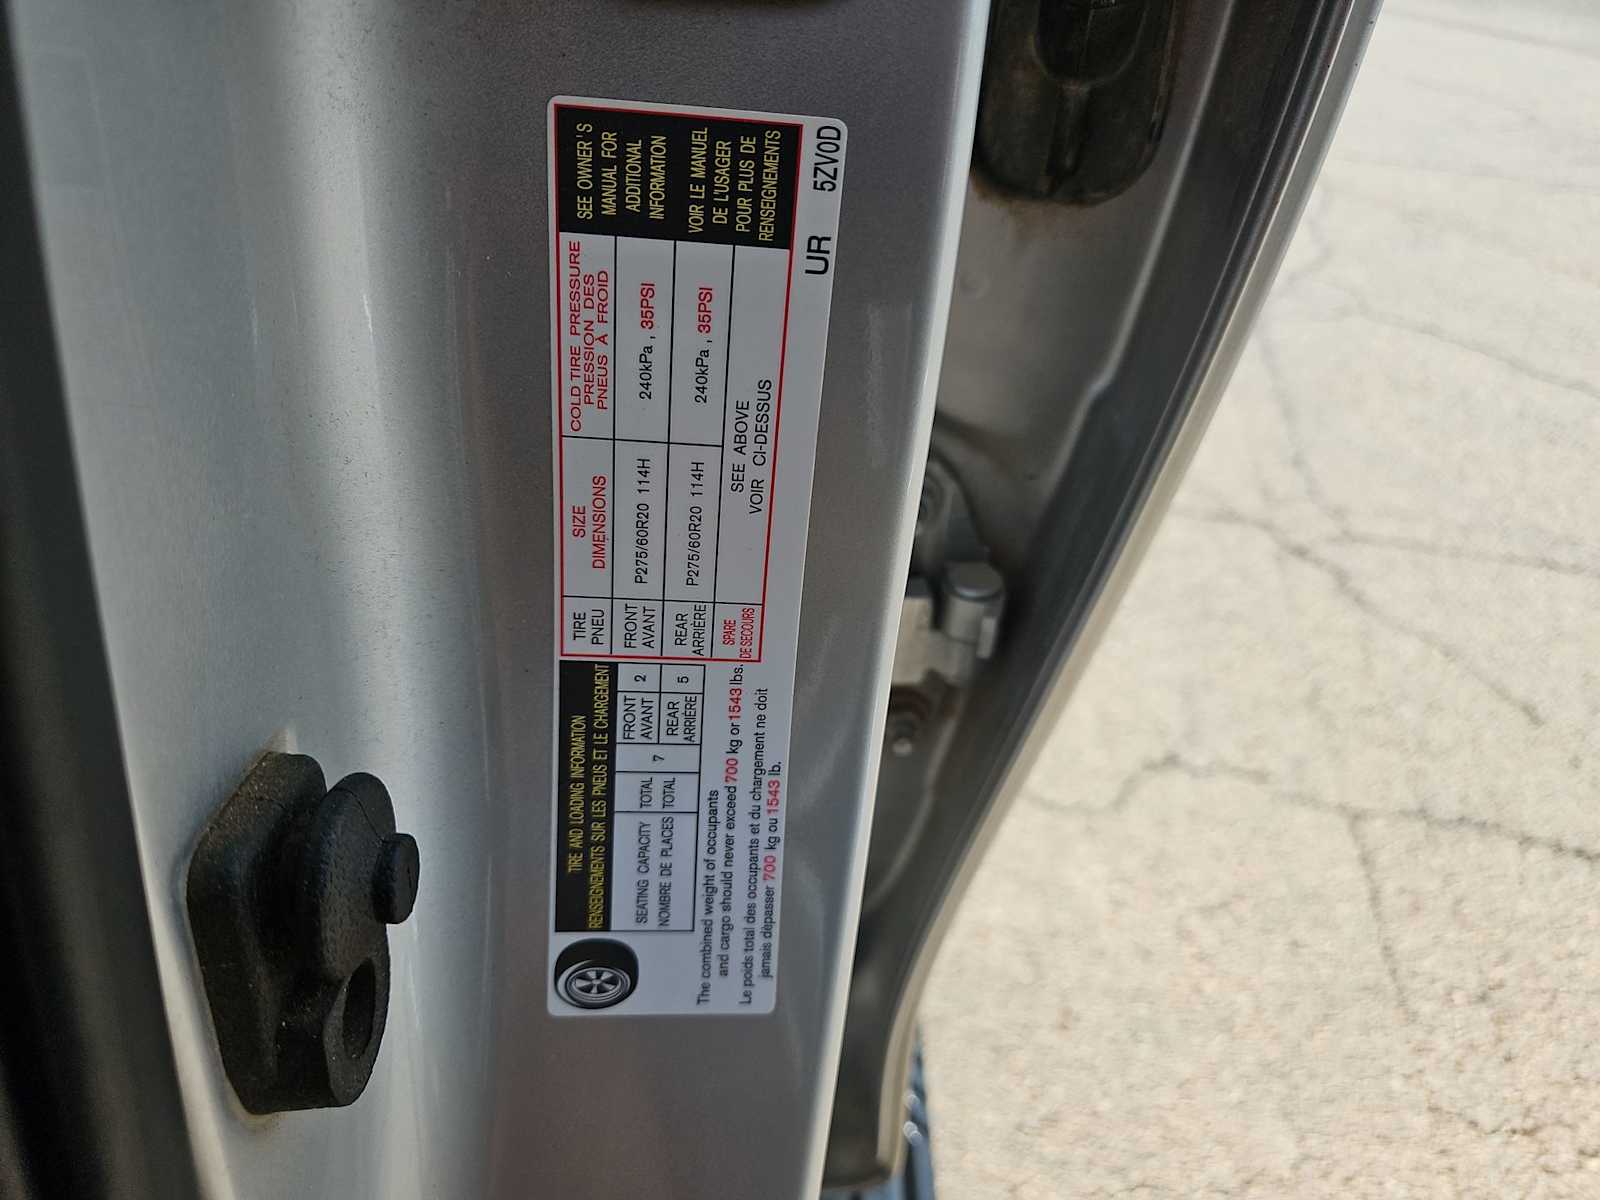 TIRE AND LOADING INFORMATION
RENSEIGNEMENTS SUR LES PNEUS ET LE CHARGEMENT
SEATING CAPACITY
NOMBRE DE PLACES
TOTAL
TOTAL
7
FRONT
AVANT
2
REAR
ARRIÈRE
5
The combined weight of occupants
and cargo should never exceed 700 kg or 1543 lbs.
Le poids total des occupants et du chargement ne doit
jamais dépasser 700 kg ou 1543 lb.
TIRE
PNEU
SIZE
DIMENSIONS
COLD TIRE PRESSURE
PRESSION DES
PNEUS À FROID
FRONT
AVANT
P275/60R20 114H
240kPa , 35PSI
REAR
ARRIÈRE
P275/60R20 114H
240kPa , 35PSI
SPARE
DE SECOURS
SEE ABOVE
VOIR CI-DESSUS
SEE OWNER'S
MANUAL FOR
ADDITIONAL
INFORMATION
VOIR LE MANUEL
DE L'USAGER
POUR PLUS DE
RENSEIGNEMENTS
UR 5ZV0D